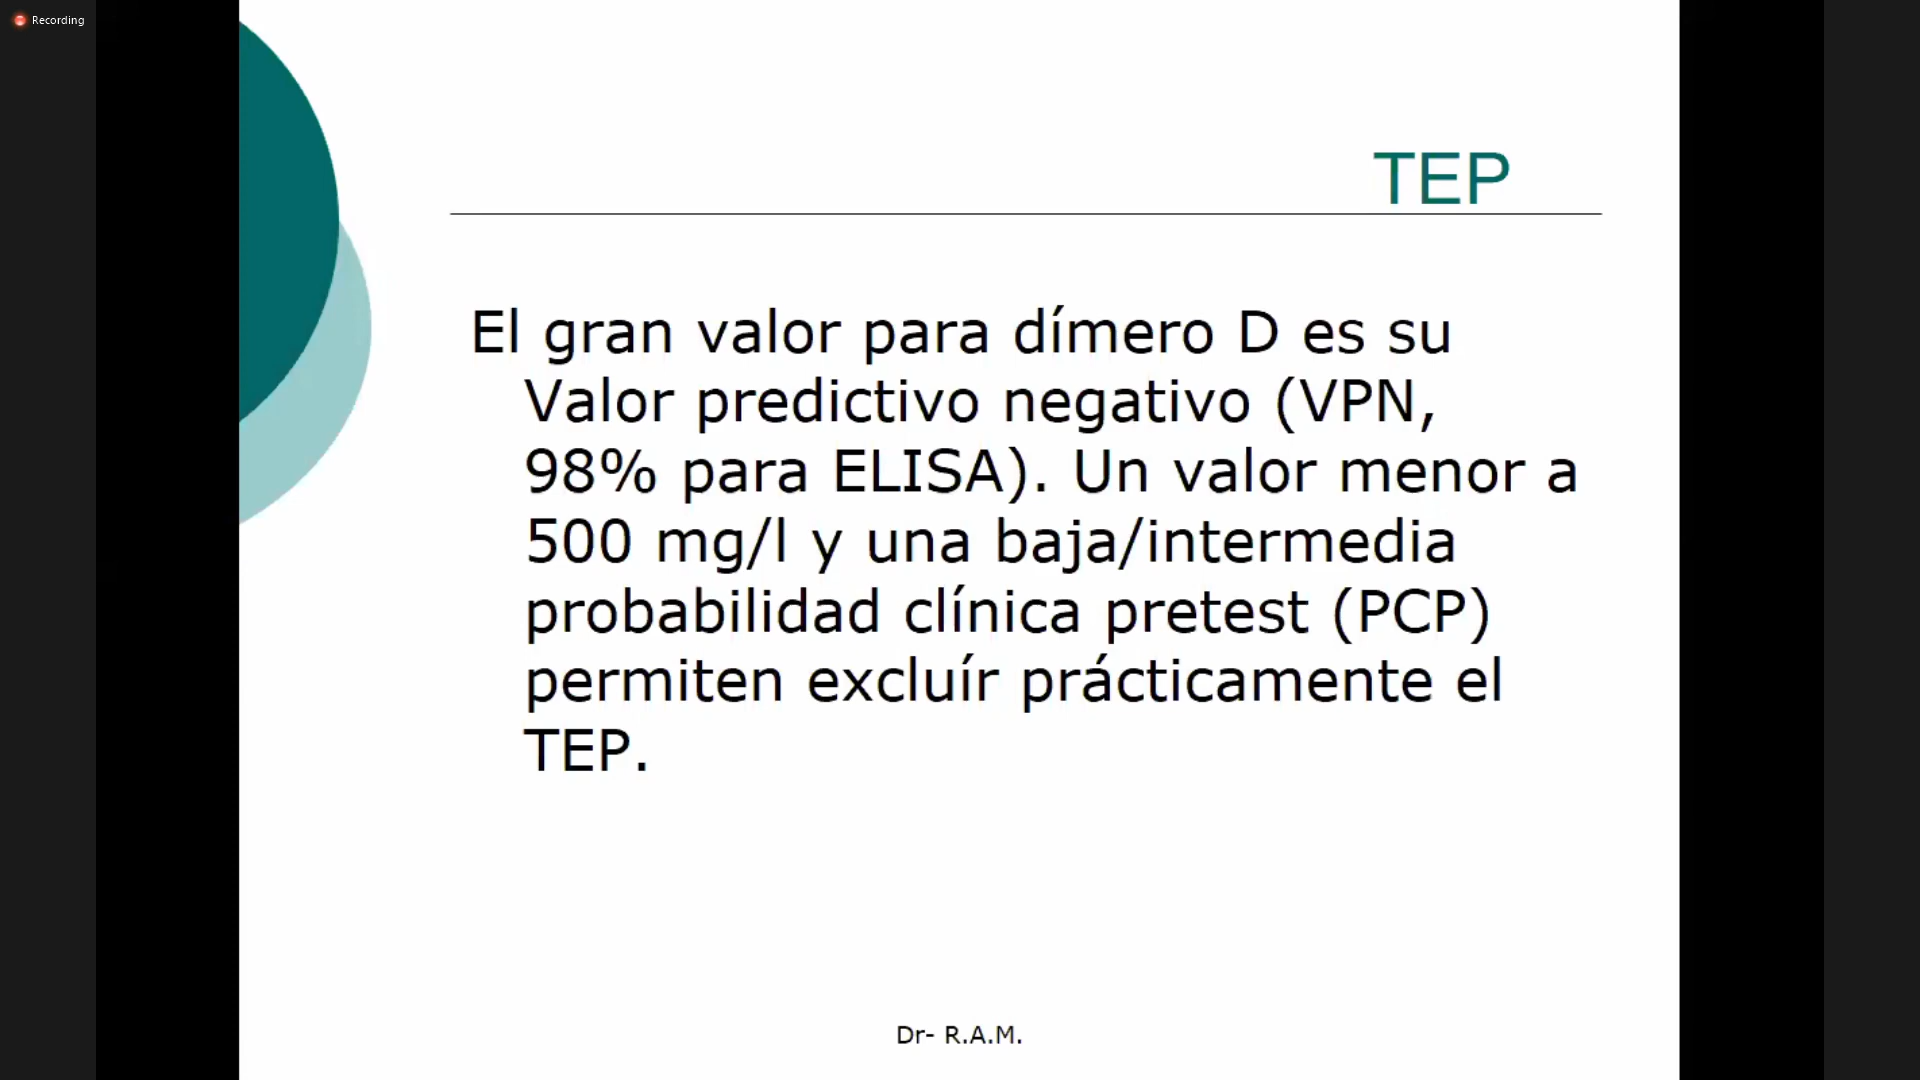 Recording
TEP
El gran valor para dímero D es su
Valor predictivo negativo (VPN,
98% para ELISA). Un valor menor a
500 mg/l y una baja/intermedia
probabilidad clínica pretest (PCP)
permiten excluír prácticamente el
TEP.
Dr- R.A.M.